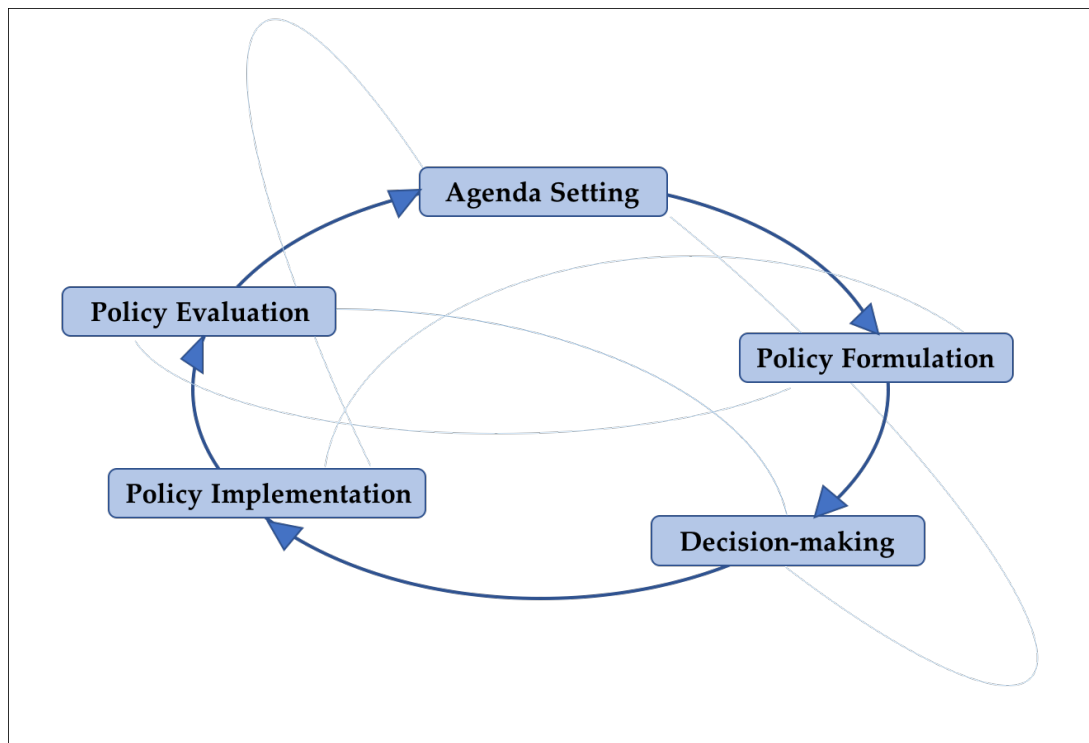 Agenda Setting
Policy Evaluation
Policy Formulation
Policy Implementation
Decision-making